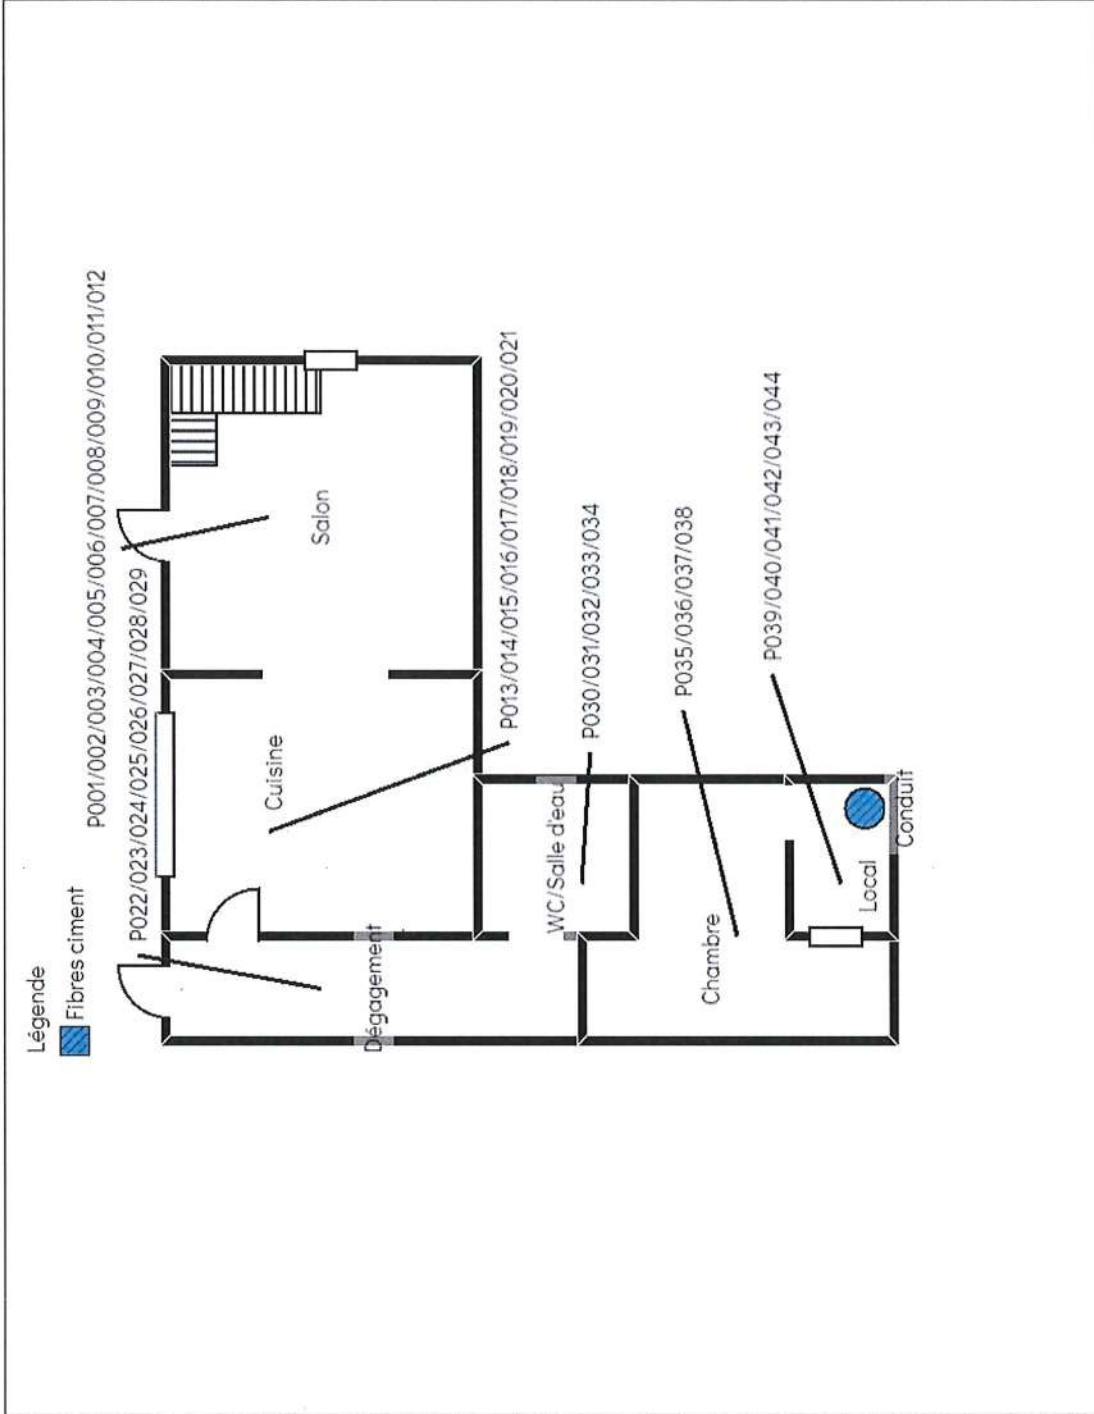 Légende
Fibres ciment
P001/002/003/004/005/006/007/008/009/010/011/012
P022/023/024/025/026/027/028/029
Salon
Cuisine
Dégagement
P013/014/015/016/017/018/019/020/021
WC/Salle d'eau
P030/031/032/033/034
Chambre
P035/036/037/038
P039/040/041/042/043/044
Local
Conduit